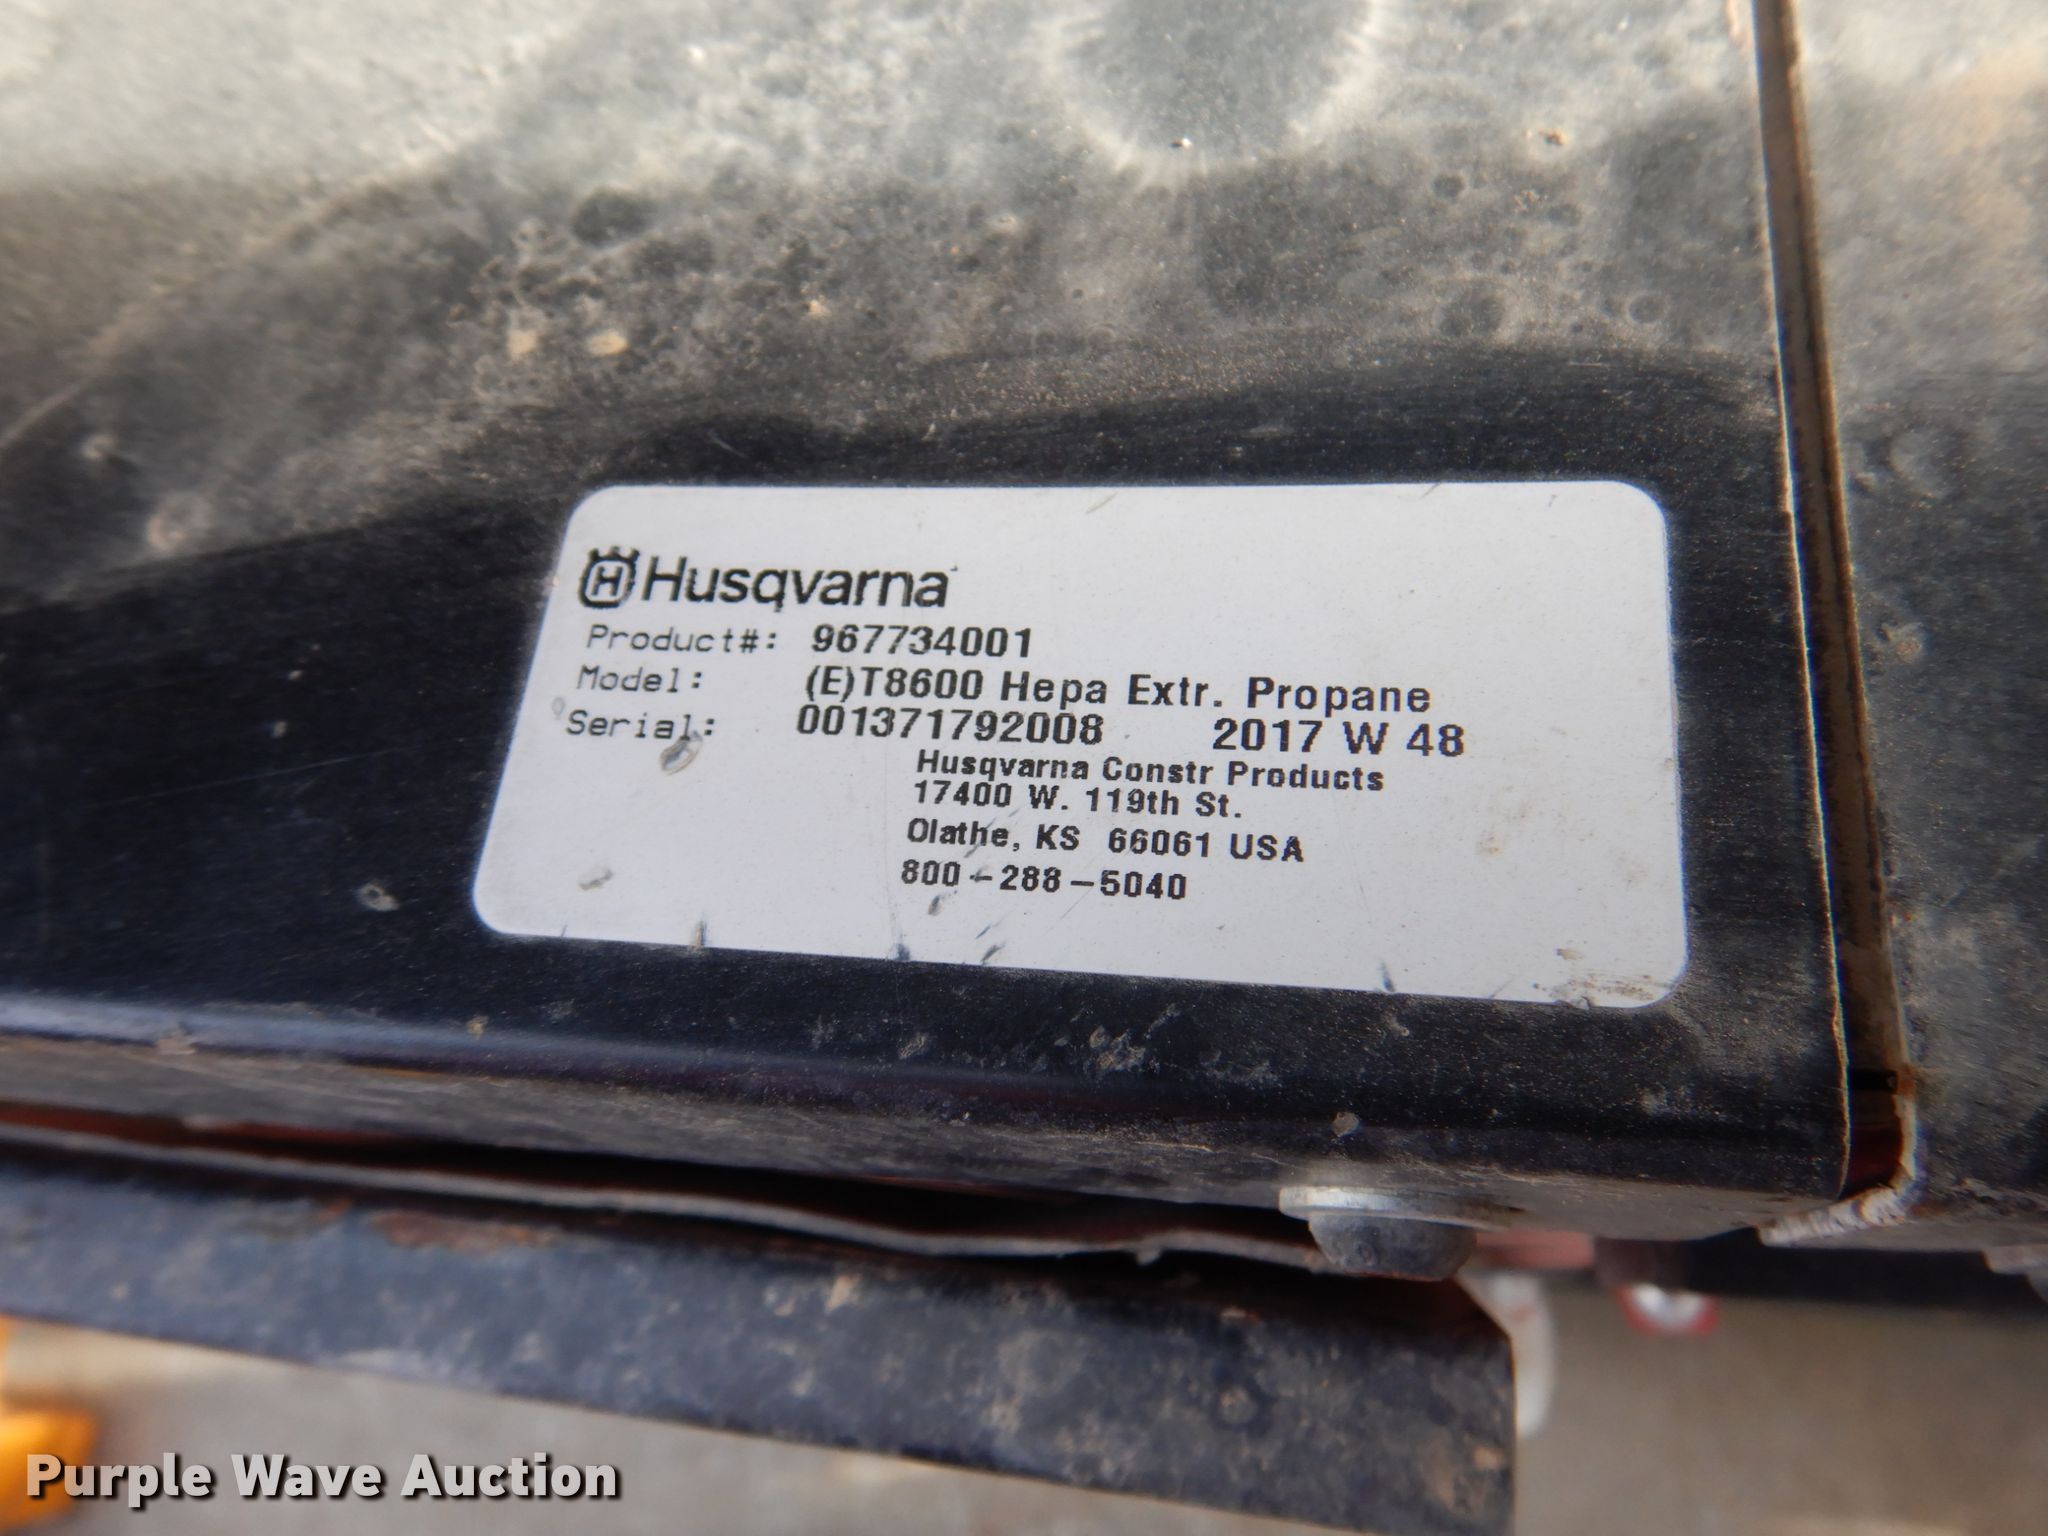 Husqvarna
Product#: 967734001
Model: (E)T8600 Hepa Extr. Propane
Serial: 001371792008 2017 W 48
Husqvarna Constr Products
17400 W. 119th St.
Olathe, KS 66061 USA
800-288-5040
Purple Wave Auction